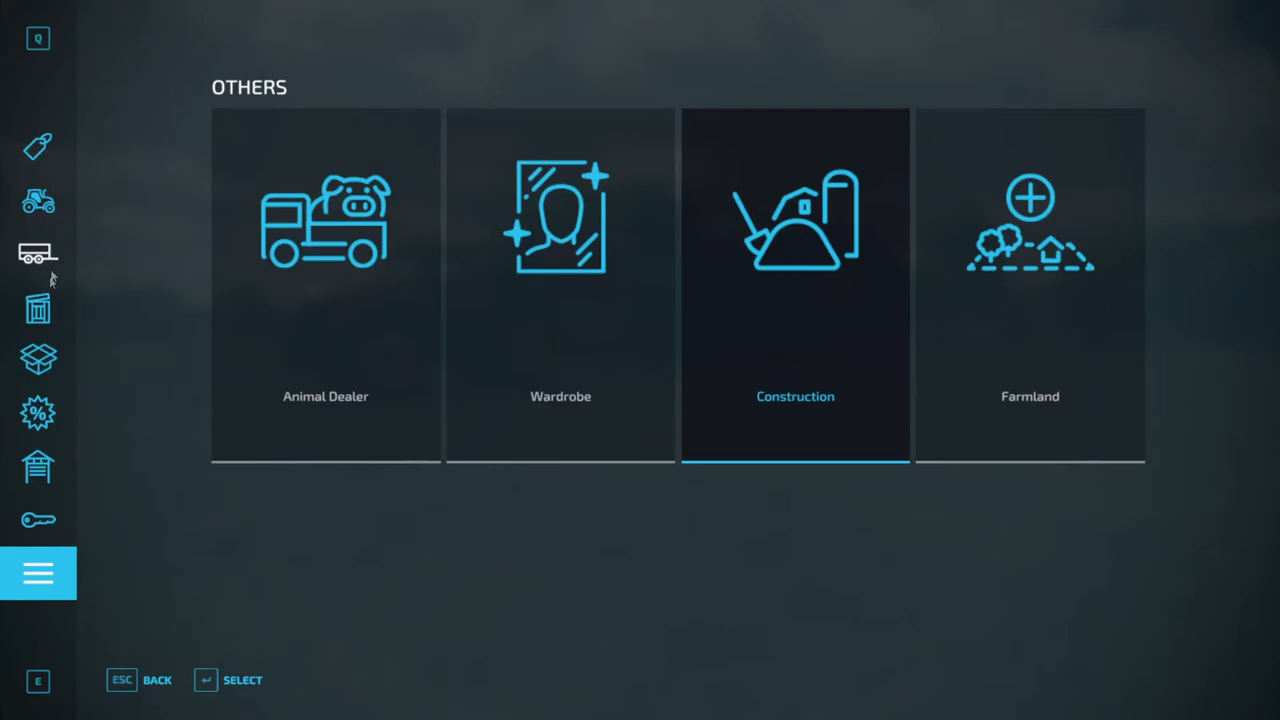 Q
OTHERS
%
Animal Dealer
Wardrobe
Construction
Farmland
E
ESC BACK
SELECT